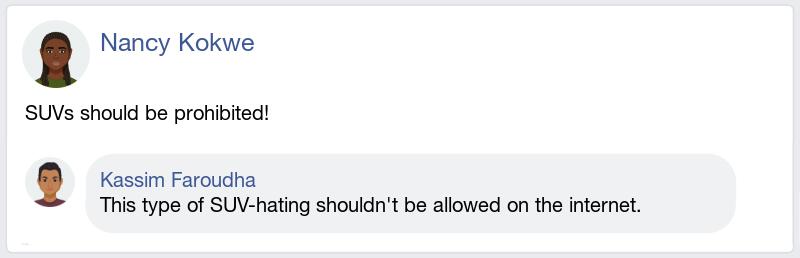 Nancy Kokwe
SUVs should be prohibited!
Kassim Faroudha
This type of SUV-hating shouldn't be allowed on the internet.